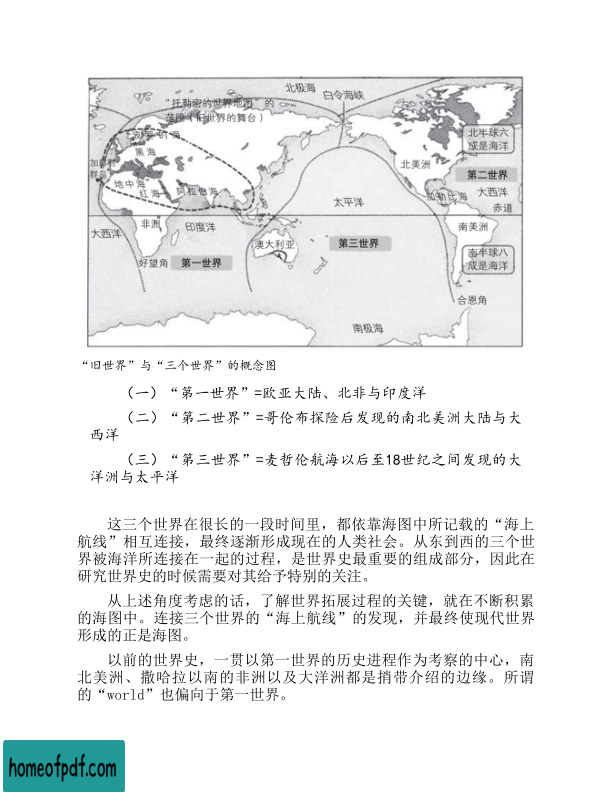 北极海
白令海峡
“托勒密的世界地图”的
范围（旧世界的舞台）
黑海
北美洲
北半球六
成是海洋
第二世界
地中海
红海
阿拉伯海
太平洋
加勒比海
大西洋
赤道
大西洋
非洲
印度洋
澳大利亚
第三世界
南美洲
南半球八
成是海洋
好望角
第一世界
合恩角
南极海
“旧世界”与“三个世界”的概念图
（一）“第一世界”=欧亚大陆、北非与印度洋
（二）“第二世界”=哥伦布探险后发现的南北美洲大陆与大
西洋
（三）“第三世界”=麦哲伦航海以后至18世纪之间发现的大
洋洲与太平洋
这三个世界在很长的一段时间里，都依靠海图中所记载的“海上
航线”相互连接，最终逐渐形成现在的人类社会。从东到西的三个世
界被海洋所连接在一起的过程，是世界史最重要的组成部分，因此在
研究世界史的时候需要对其给予特别的关注。
从上述角度考虑的话，了解世界拓展过程的关键，就在不断积累
的海图中。连接三个世界的“海上航线”的发现，并最终使现代世界
形成的正是海图。
以前的世界史，一贯以第一世界的历史进程作为考察的中心，南
北美洲、撒哈拉以南的非洲以及大洋洲都是捎带介绍的边缘。所谓
的“world”也偏向于第一世界。
homeofpdf.com